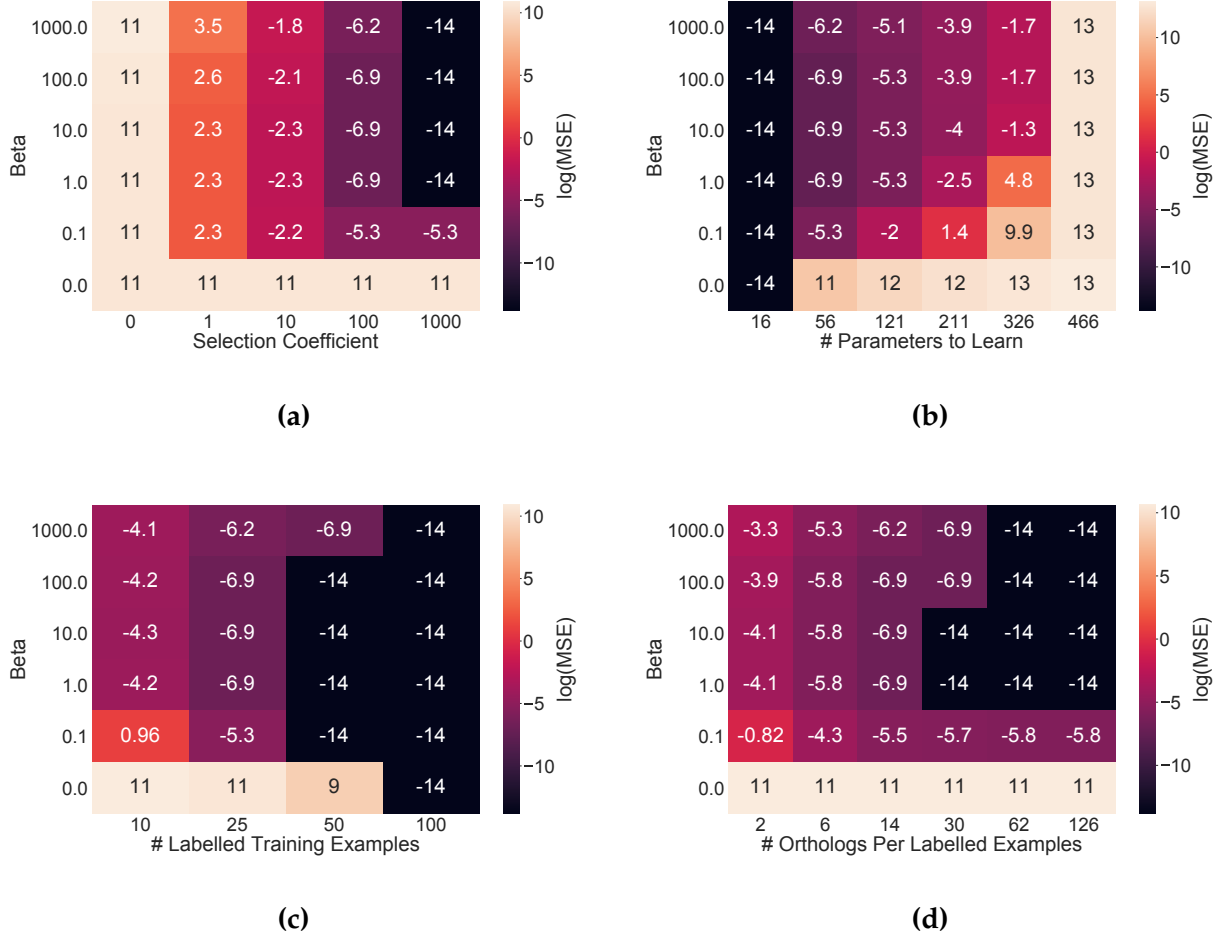 1000.0 11 3.5 -1.8 -6.2 -14
100.0 11 2.6 -2.1 -6.9 -14
10.0 11 2.3 -2.3 -6.9 -14
1.0 11 2.3 -2.3 -6.9 -14
0.1 11 2.3 -2.2 -5.3 -5.3
0.0 11 11 11 11 11
0 1 10 100 1000
Selection Coefficient
Beta
10
5
0
−5
−10
log(MSE)
(a)
1000.0 -14 -6.2 -5.1 -3.9 -1.7 13
100.0 -14 -6.9 -5.3 -3.9 -1.7 13
10.0 -14 -6.9 -5.3 -4 -1.3 13
1.0 -14 -6.9 -5.3 -2.5 4.8 13
0.1 -14 -5.3 -2 1.4 9.9 13
0.0 -14 11 12 12 13 13
16 56 121 211 326 466
# Parameters to Learn
Beta
10
5
0
−5
−10
log(MSE)
(b)
1000.0 -4.1 -6.2 -6.9 -14
100.0 -4.2 -6.9 -14 -14
10.0 -4.3 -6.9 -14 -14
1.0 -4.2 -6.9 -14 -14
0.1 0.96 -5.3 -14 -14
0.0 11 11 9 -14
10 25 50 100
# Labelled Training Examples
Beta
10
5
0
−5
−10
log(MSE)
(c)
1000.0 -3.3 -5.3 -6.2 -6.9 -14 -14
100.0 -3.9 -5.8 -6.9 -6.9 -14 -14
10.0 -4.1 -5.8 -6.9 -14 -14 -14
1.0 -4.1 -5.8 -6.9 -14 -14 -14
0.1 -0.82 -4.3 -5.5 -5.7 -5.8 -5.8
0.0 11 11 11 11 11 11
2 6 14 30 62 126
# Orthologs Per Labelled Examples
Beta
10
5
0
−5
−10
log(MSE)
(d)